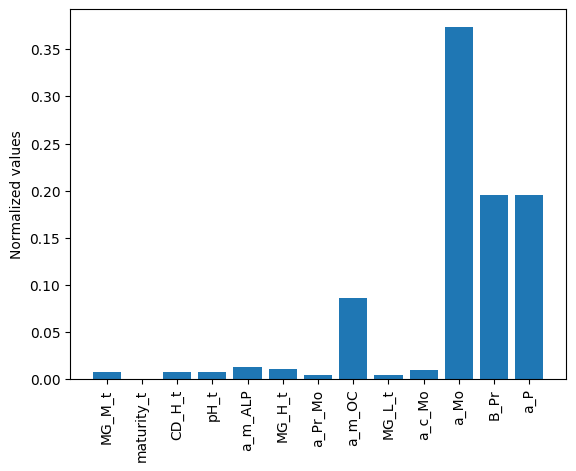 Normalized values
0.35
0.30
0.25
0.20
0.15
0.10
0.05
0.00
MG_M_t
maturity_t
CD_H_t
pH_t
a_m_ALP
MG_H_t
a_Pr_Mo
a_m_OC
MG_L_t
a_c_Mo
a_Mo
B_Pr
a_P